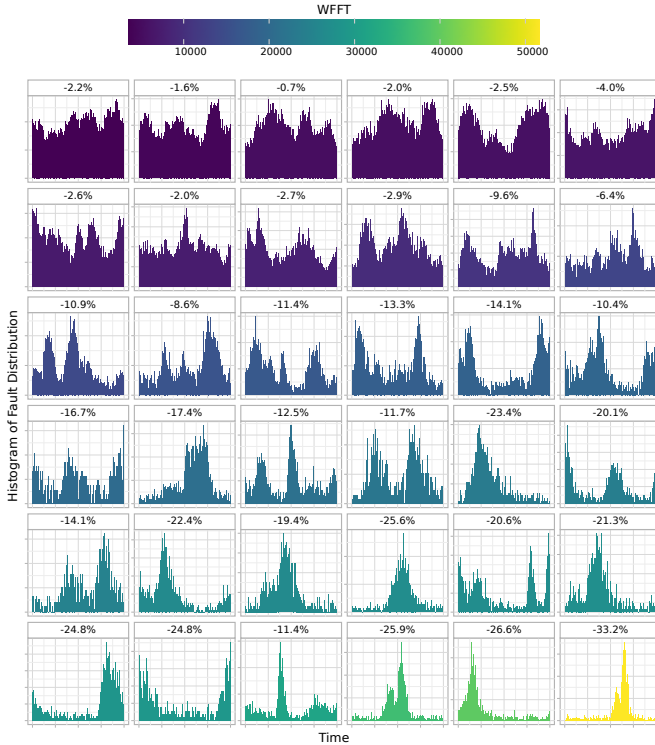 WFFT
10000 20000 30000 40000 50000
-2.2% -1.6% -0.7% -2.0% -2.5% -4.0%
-2.6% -2.0% -2.7% -2.9% -9.6% -6.4%
-10.9% -8.6% -11.4% -13.3% -14.1% -10.4%
-16.7% -17.4% -12.5% -11.7% -23.4% -20.1%
-14.1% -22.4% -19.4% -25.6% -20.6% -21.3%
-24.8% -24.8% -11.4% -25.9% -26.6% -33.2%
Histogram of Fault Distribution
Time